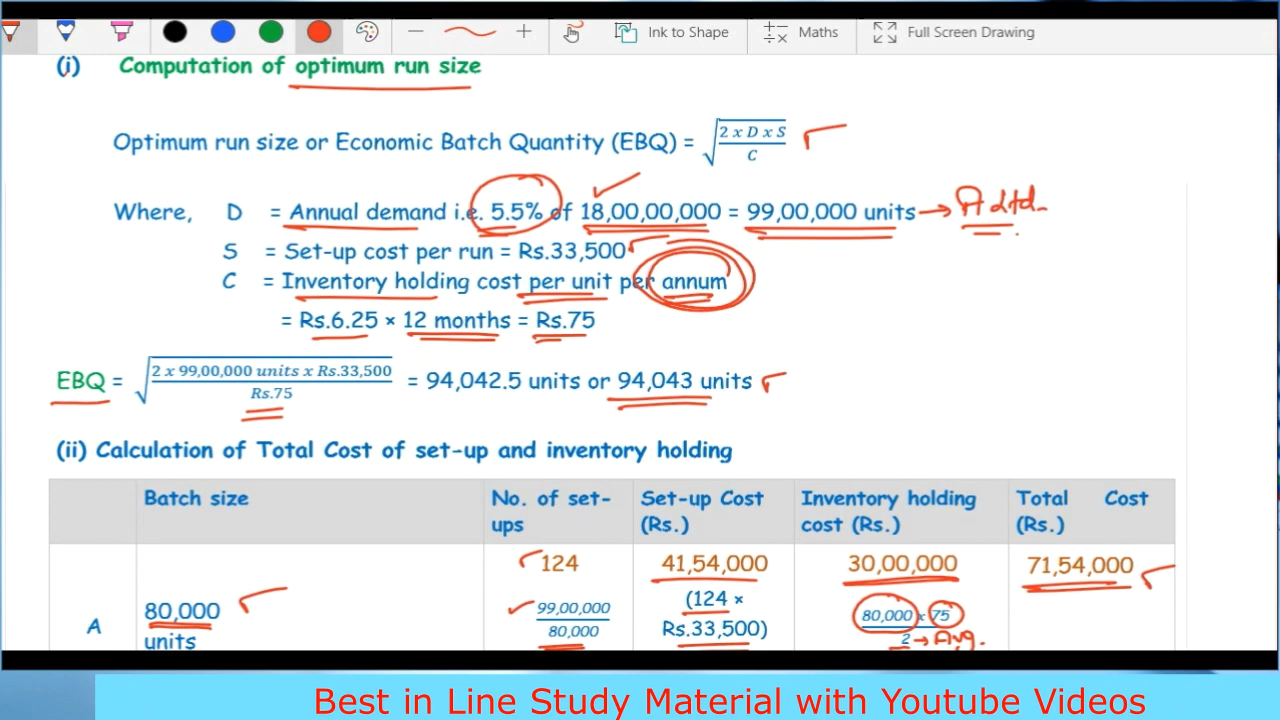 Ink to Shape Maths Full Screen Drawing
(i) Computation of optimum run size
Optimum run size or Economic Batch Quantity (EBQ) = √(2 x D x S / C)
Where, D = Annual demand i.e. 5.5% of 18,00,00,000 = 99,00,000 units → A Ltd.
S = Set-up cost per run = Rs.33,500
C = Inventory holding cost per unit per annum
= Rs.6.25 × 12 months = Rs.75
EBQ = √(2 x 99,00,000 units x Rs.33,500 / Rs.75) = 94,042.5 units or 94,043 units
(ii) Calculation of Total Cost of set-up and inventory holding
Batch size No. of set-ups Set-up Cost (Rs.) Inventory holding cost (Rs.) Total Cost (Rs.)
124 41,54,000 30,00,000 71,54,000
A 80,000 units 99,00,000 / 80,000 (124 × Rs.33,500) 80,000 x 75 / 2 → Avg.
Best in Line Study Material with Youtube Videos